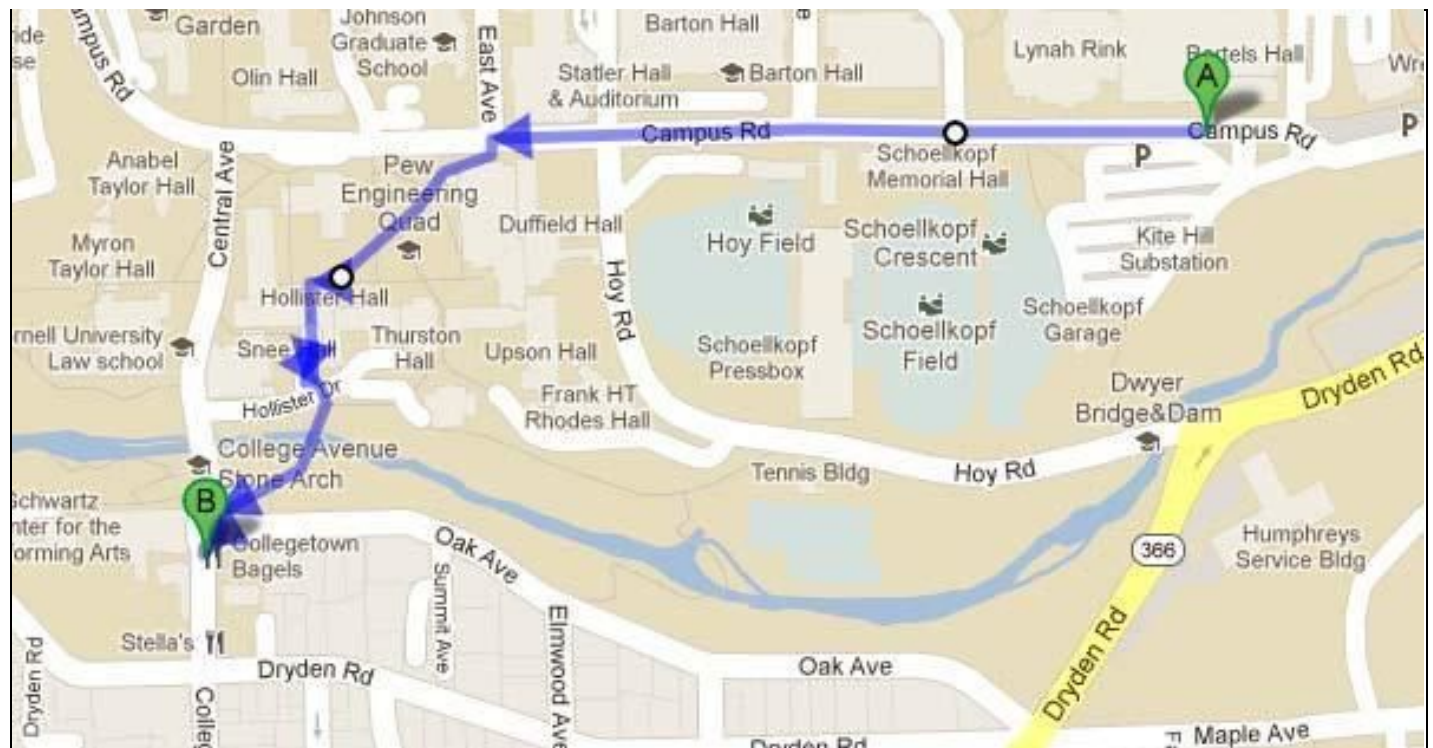 Garden
Johnson
Graduate
School
Barton Hall
Lynah Rink
Bartels Hall
Campus Rd
Olin Hall
East Ave
Statler Hall
& Auditorium
Barton Hall
A
Campus Rd
Campus Rd
P
P
Anabel
Taylor Hall
Central Ave
Pew
Engineering
Quad
Schoellkopf
Memorial Hall
Duffield Hall
Hoy Field
Schoellkopf
Crescent
Kite Hill
Substation
Myron
Taylor Hall
Hollister Hall
Hoy Rd
Schoellkopf
Garage
Law school
Snee Hall
Thurston
Hall
Upson Hall
Schoellkopf
Pressbox
Schoellkopf
Field
Dwyer
Bridge&Dam
Dryden Rd
Hollister Dr
Frank HT
Rhodes Hall
College Avenue
Stone Arch
Tennis Bldg
Hoy Rd
B
Collegetown
Bagels
Oak Ave
Summit Ave
Elmwood Ave
366
Humphreys
Service Bldg
Stella's
Dryden Rd
Dryden Rd
Oak Ave
Dryden Rd
Dryden Rd
Maple Ave